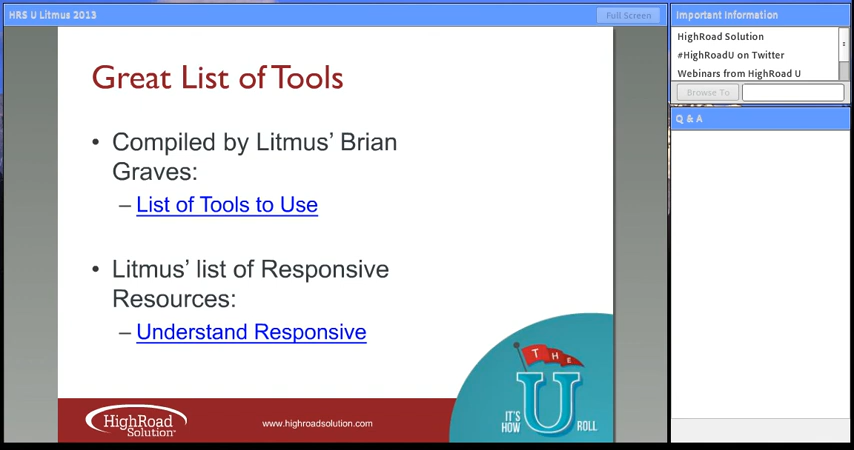 HRS U Litmus 2013
Full Screen
Great List of Tools
• Compiled by Litmus’ Brian
Graves:
– List of Tools to Use
• Litmus’ list of Responsive
Resources:
– Understand Responsive
HighRoad
Solution
www.highroadsolution.com
THE
U
IT'S
HOW
ROLL
Important Information
HighRoad Solution
#HighRoadU on Twitter
Webinars from HighRoad U
Browse To
Q & A